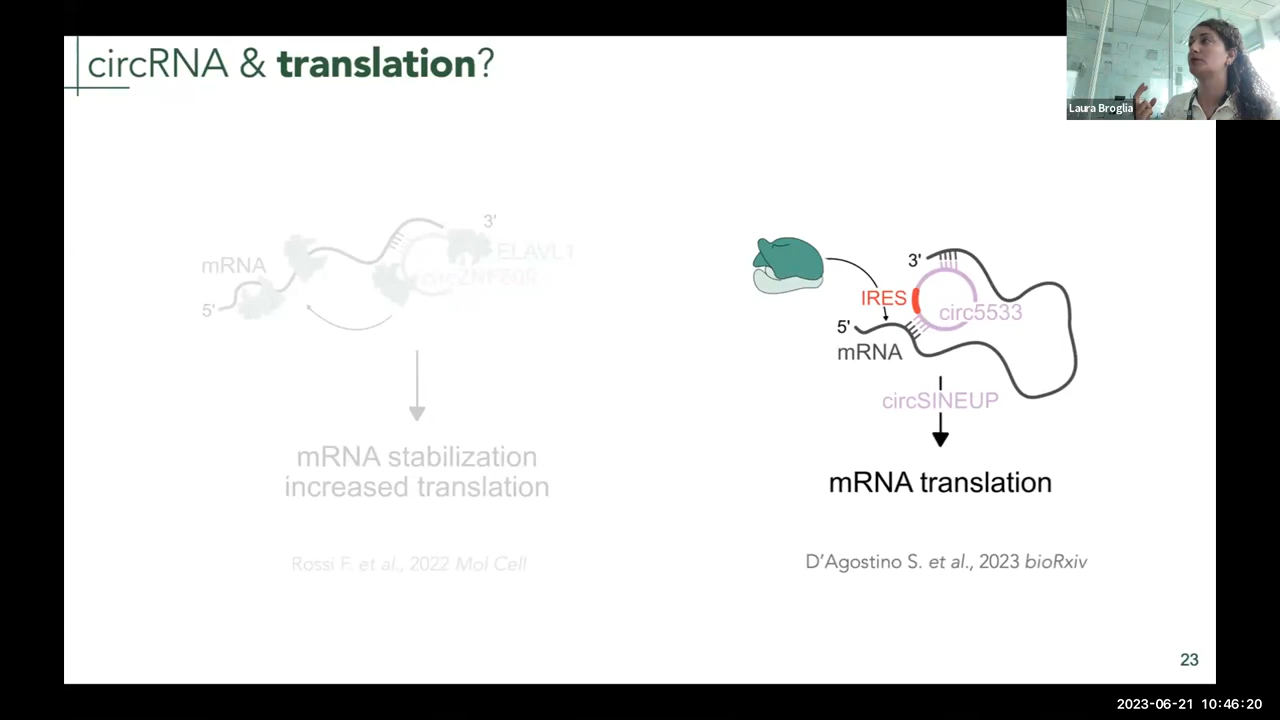 circRNA & translation?
Laura Broglia
3'
mRNA
ELAVL1
circZNF609
5'
mRNA stabilization
increased translation
Rossi F. et al., 2022 Mol Cell
3'
IRES
circ5533
5'
mRNA
circSINEUP
mRNA translation
D'Agostino S. et al., 2023 bioRxiv
23
2023-06-21 10:46:20